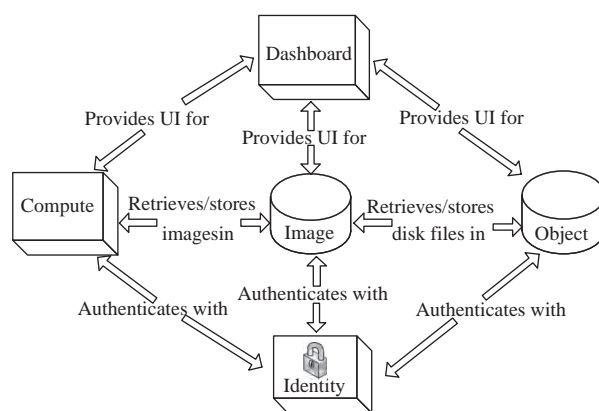 Dashboard
Provides UI for
Provides UI for
Provides UI for
Compute
Retrieves/stores
imagesin
Image
Retrieves/stores
disk files in
Object
Authenticates with
Authenticates with
Authenticates with
Identity